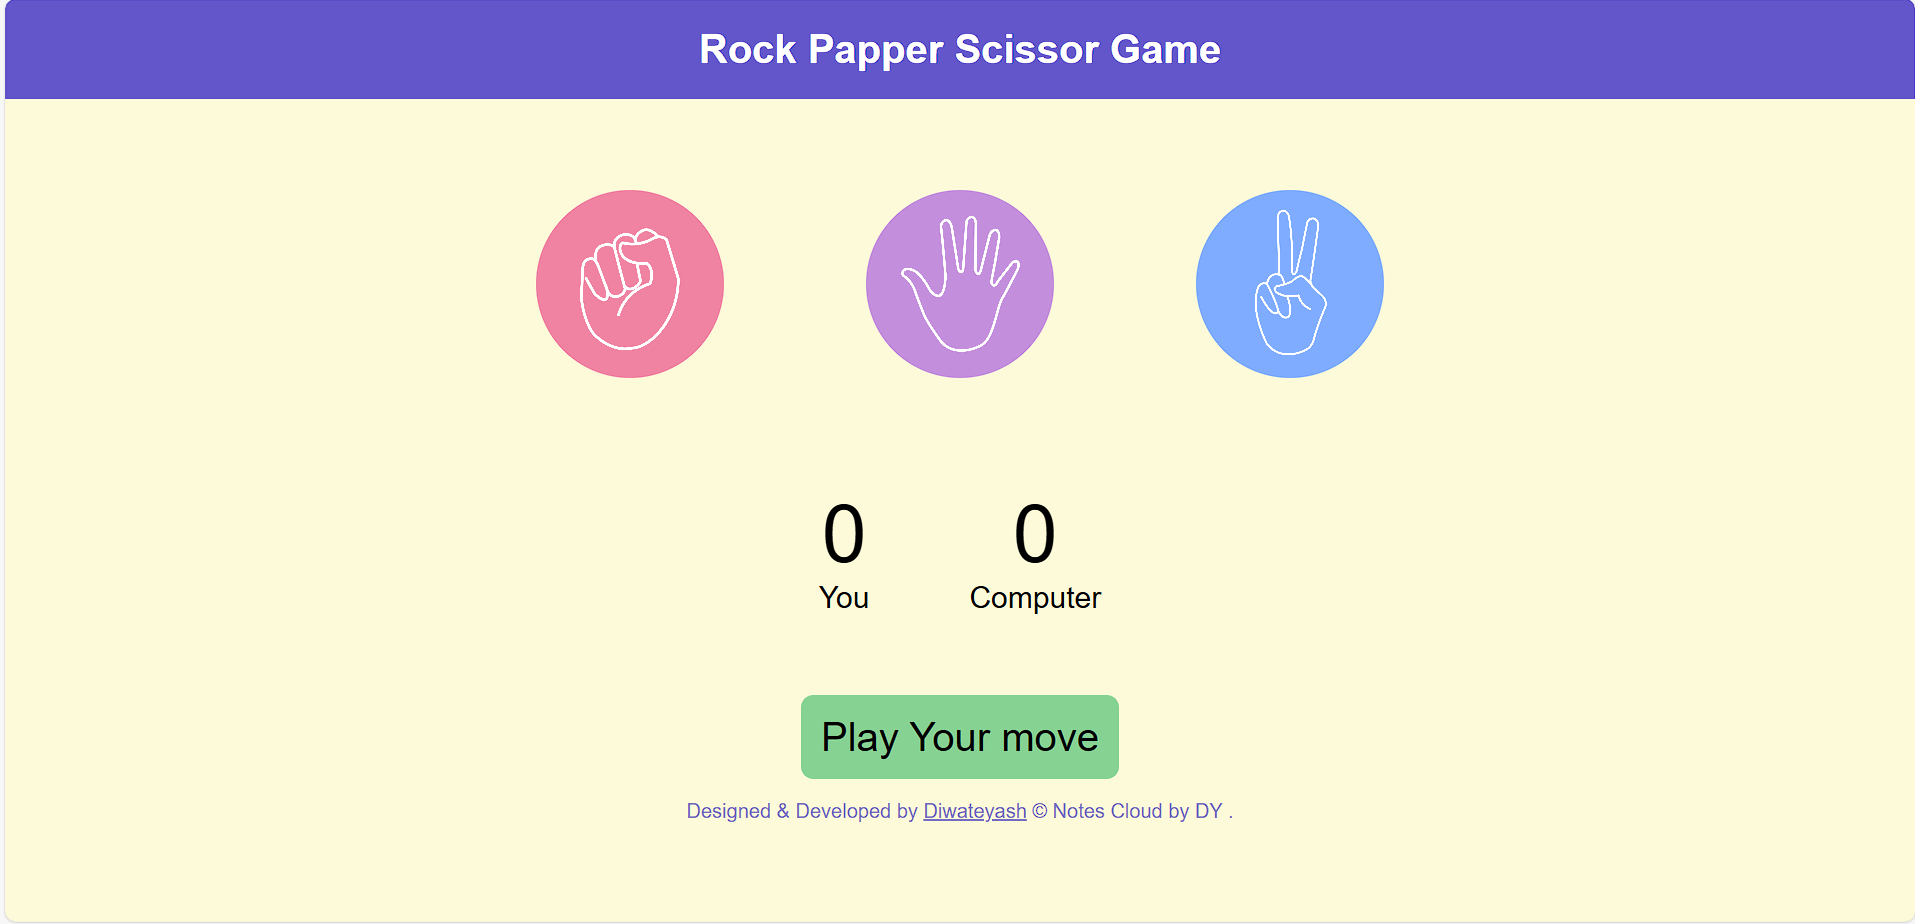 Rock Papper Scissor Game
0 0
You Computer
Play Your move
Designed & Developed by Diwateyash © Notes Cloud by DY .